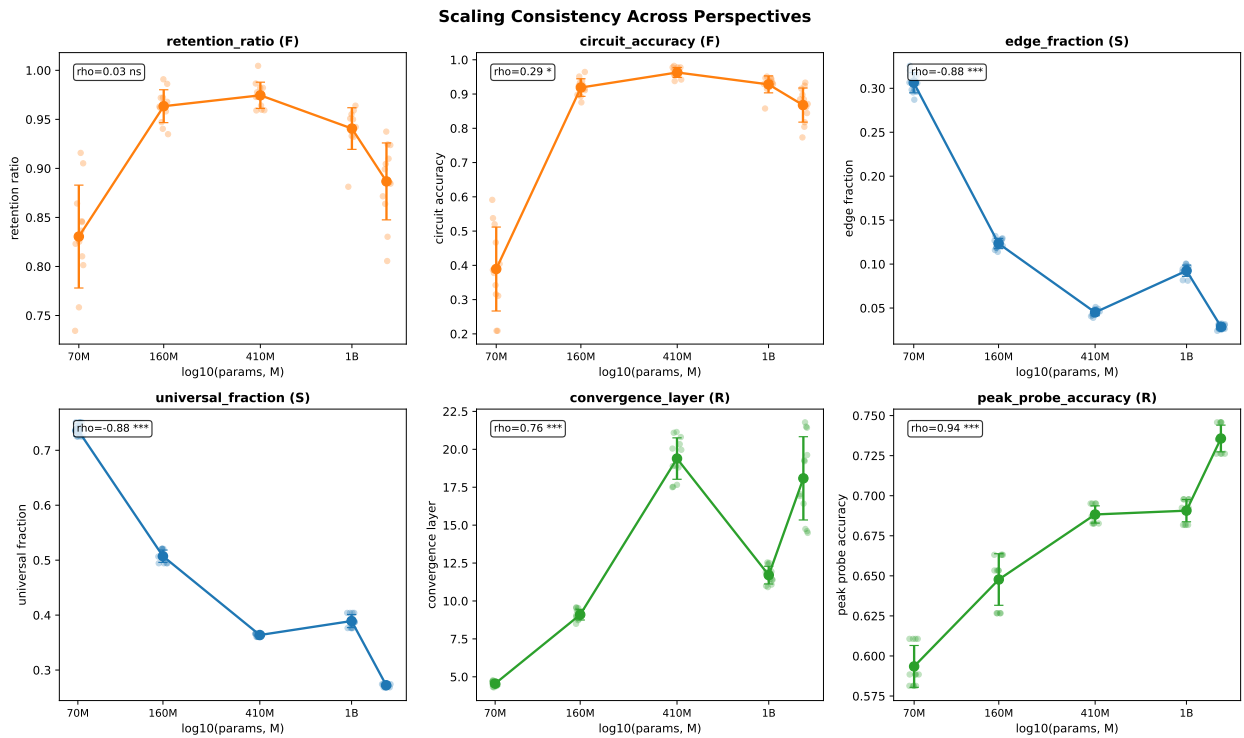 Scaling Consistency Across Perspectives
retention_ratio (F)
rho=0.03 ns
retention ratio
1.00
0.95
0.90
0.85
0.80
0.75
70M
160M
410M
1B
log10(params, M)
circuit_accuracy (F)
rho=0.29 *
circuit accuracy
1.0
0.9
0.8
0.7
0.6
0.5
0.4
0.3
0.2
70M
160M
410M
1B
log10(params, M)
edge_fraction (S)
rho=-0.88 ***
edge fraction
0.30
0.25
0.20
0.15
0.10
0.05
70M
160M
410M
1B
log10(params, M)
universal_fraction (S)
rho=-0.88 ***
universal fraction
0.7
0.6
0.5
0.4
0.3
70M
160M
410M
1B
log10(params, M)
convergence_layer (R)
rho=0.76 ***
convergence layer
22.5
20.0
17.5
15.0
12.5
10.0
7.5
5.0
70M
160M
410M
1B
log10(params, M)
peak_probe_accuracy (R)
rho=0.94 ***
peak probe accuracy
0.750
0.725
0.700
0.675
0.650
0.625
0.600
0.575
70M
160M
410M
1B
log10(params, M)